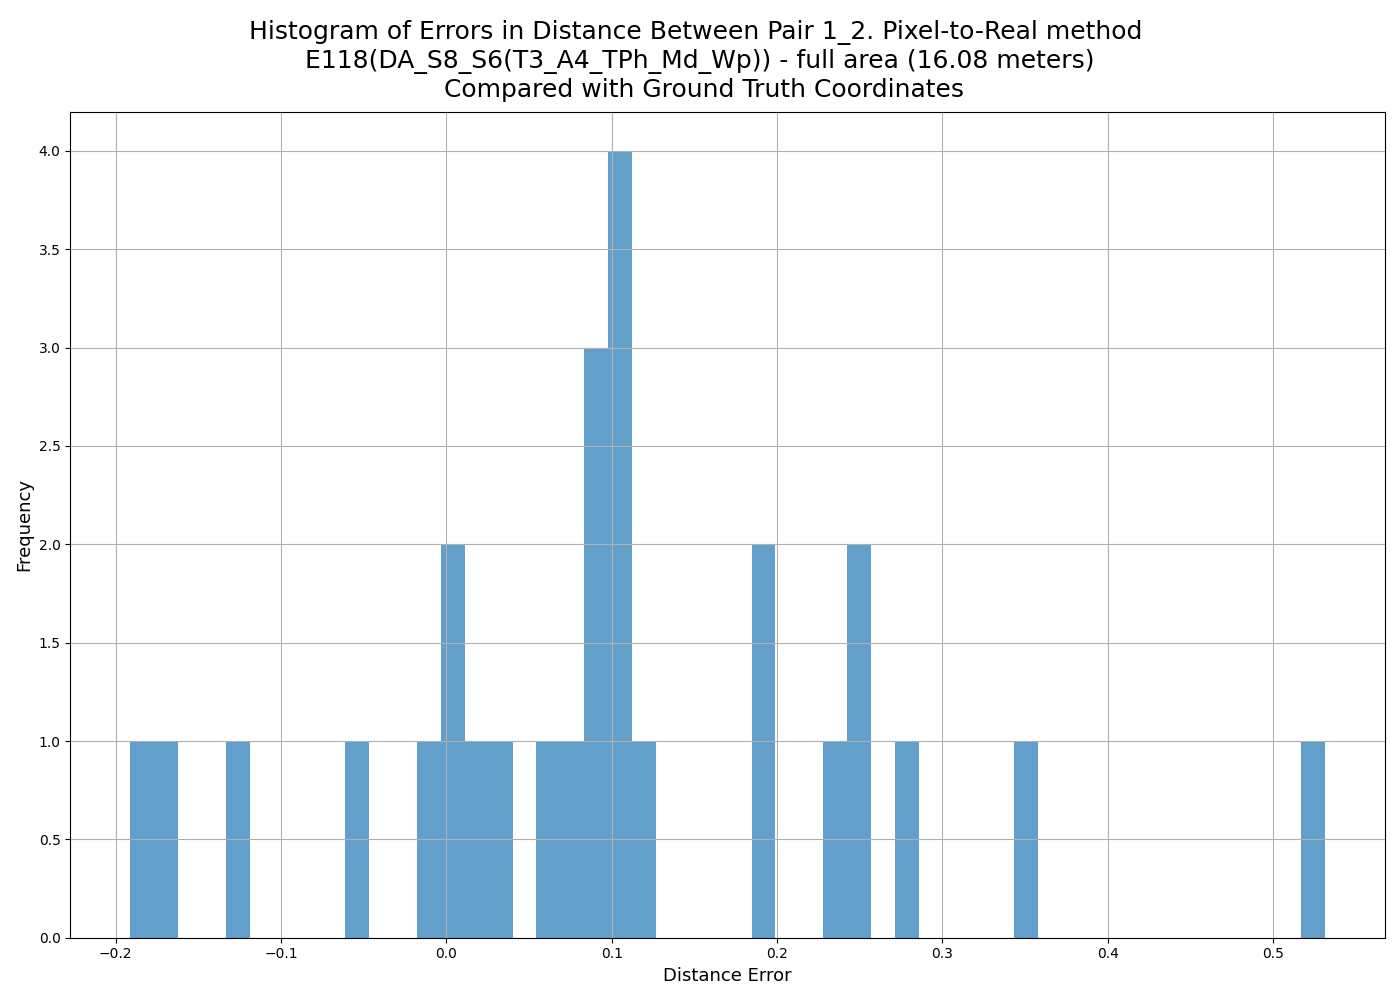 Histogram of Errors in Distance Between Pair 1_2. Pixel-to-Real method
E118(DA_S8_S6(T3_A4_TPh_Md_Wp)) - full area (16.08 meters)
Compared with Ground Truth Coordinates
4.0
3.5
3.0
2.5
2.0
1.5
1.0
0.5
0.0
Frequency
−0.2 −0.1 0.0 0.1 0.2 0.3 0.4 0.5
Distance Error